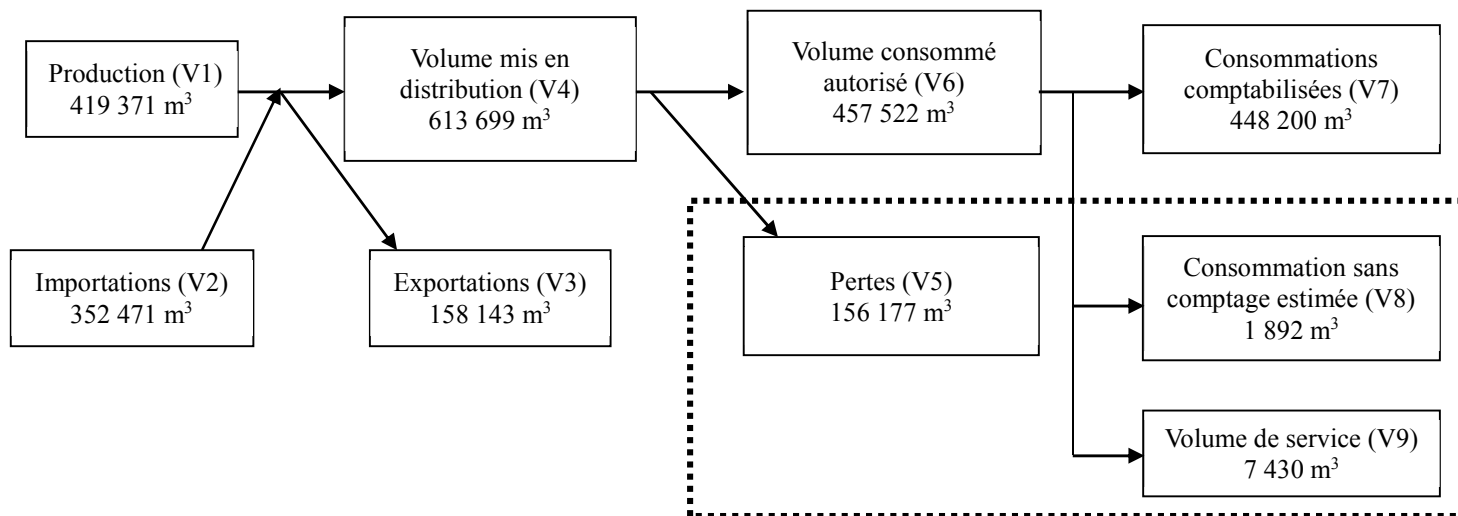 Production (V1)
419 371 m³
Volume mis en
distribution (V4)
613 699 m³
Volume consommé
autorisé (V6)
457 522 m³
Consommations
comptabilisées (V7)
448 200 m³
Importations (V2)
352 471 m³
Exportations (V3)
158 143 m³
Pertes (V5)
156 177 m³
Consommation sans
comptage estimée (V8)
1 892 m³
Volume de service (V9)
7 430 m³